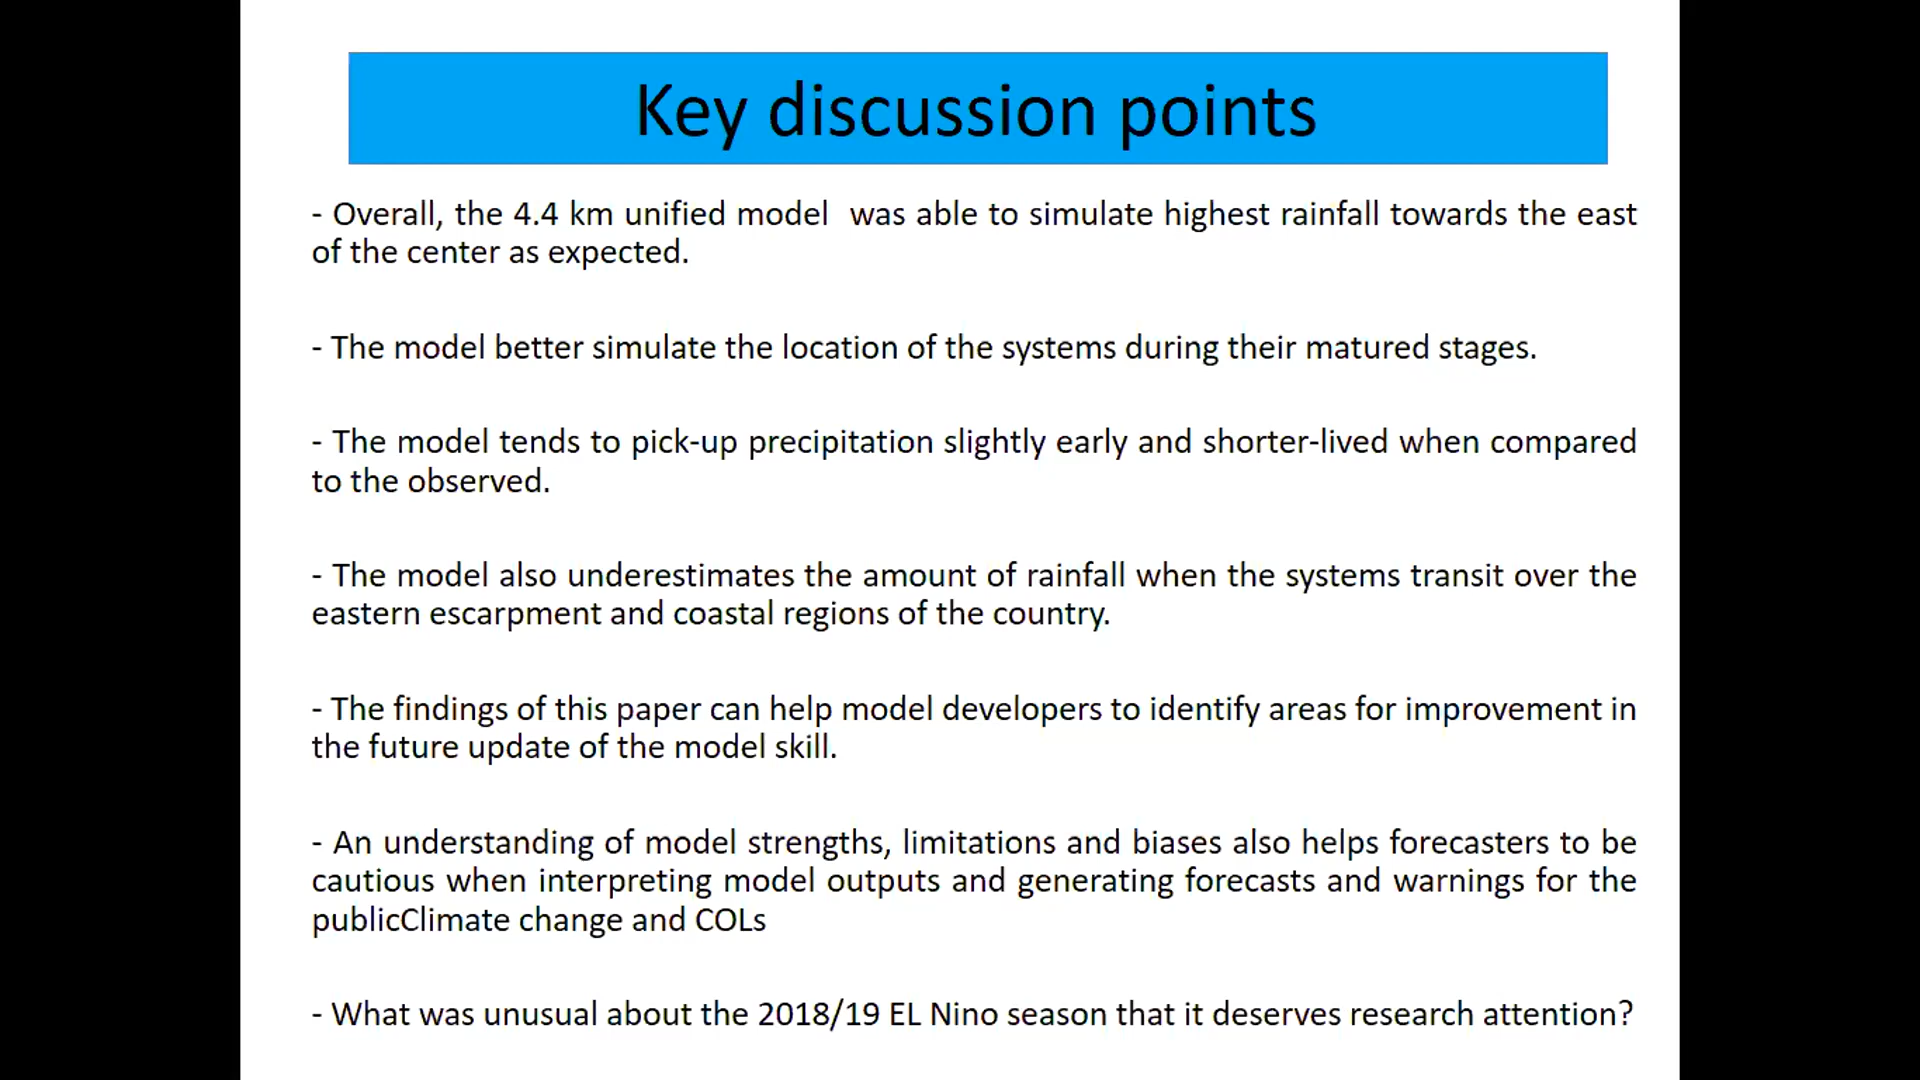 Key discussion points
- Overall, the 4.4 km unified model  was able to simulate highest rainfall towards the east
of the center as expected.
- The model better simulate the location of the systems during their matured stages.
- The model tends to pick-up precipitation slightly early and shorter-lived when compared
to the observed.
- The model also underestimates the amount of rainfall when the systems transit over the
eastern escarpment and coastal regions of the country.
- The findings of this paper can help model developers to identify areas for improvement in
the future update of the model skill.
- An understanding of model strengths, limitations and biases also helps forecasters to be
cautious when interpreting model outputs and generating forecasts and warnings for the
publicClimate change and COLs
- What was unusual about the 2018/19 EL Nino season that it deserves research attention?